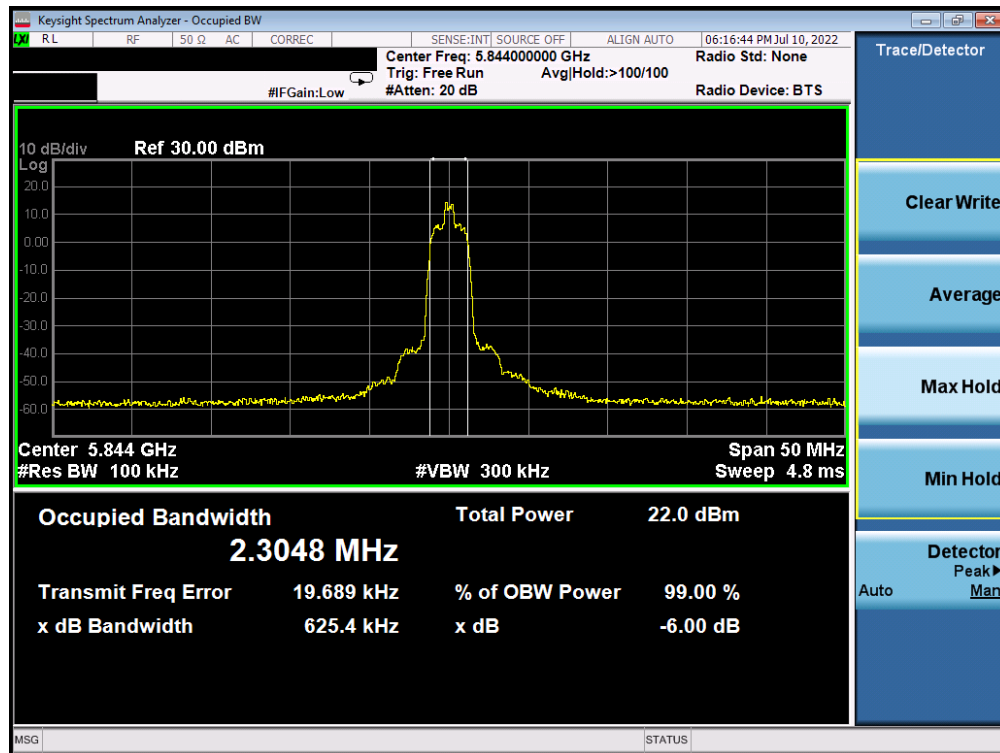 Keysight Spectrum Analyzer - Occupied BW
LXI RL RF 50 Ω AC CORREC SENSE:INT SOURCE OFF ALIGN AUTO 06:16:44 PM Jul 10, 2022
Center Freq: 5.844000000 GHz Radio Std: None
Trig: Free Run Avg|Hold:>100/100
#IFGain:Low #Atten: 20 dB Radio Device: BTS
Trace/Detector
10 dB/div Ref 30.00 dBm
Log
20.0
10.0
0.00
-10.0
-20.0
-30.0
-40.0
-50.0
-60.0
Center 5.844 GHz Span 50 MHz
#Res BW 100 kHz #VBW 300 kHz Sweep 4.8 ms
Occupied Bandwidth Total Power 22.0 dBm
2.3048 MHz
Transmit Freq Error 19.689 kHz % of OBW Power 99.00 %
x dB Bandwidth 625.4 kHz x dB -6.00 dB
Clear Write
Average
Max Hold
Min Hold
Detector
Peak▶
Auto Man
MSG STATUS